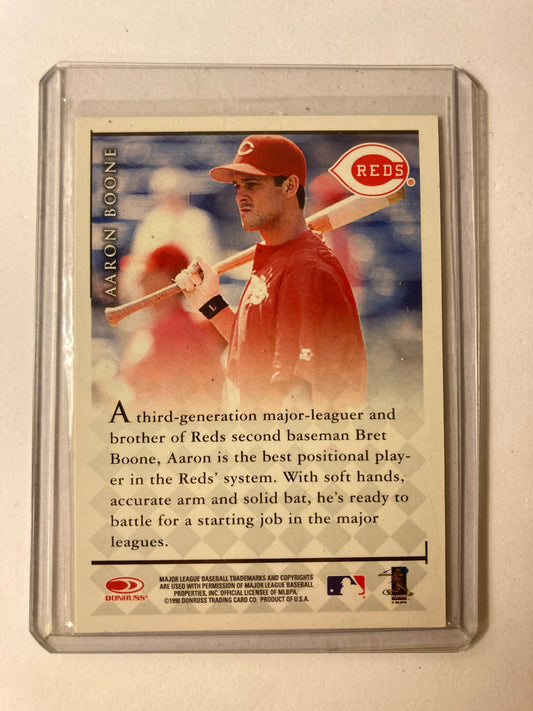 AARON BOONE
C
REDS®
A third-generation major-leaguer and
brother of Reds second baseman Bret
Boone, Aaron is the best positional play-
er in the Reds' system. With soft hands,
accurate arm and solid bat, he's ready to
battle for a starting job in the major
leagues.
DONRUSS®
MAJOR LEAGUE BASEBALL TRADEMARKS AND COPYRIGHTS
ARE USED WITH PERMISSION OF MAJOR LEAGUE BASEBALL
PROPERTIES, INC. OFFICIAL LICENSEE OF MLBPA.
©1998 DONRUSS TRADING CARD CO. PRODUCT OF U.S.A.